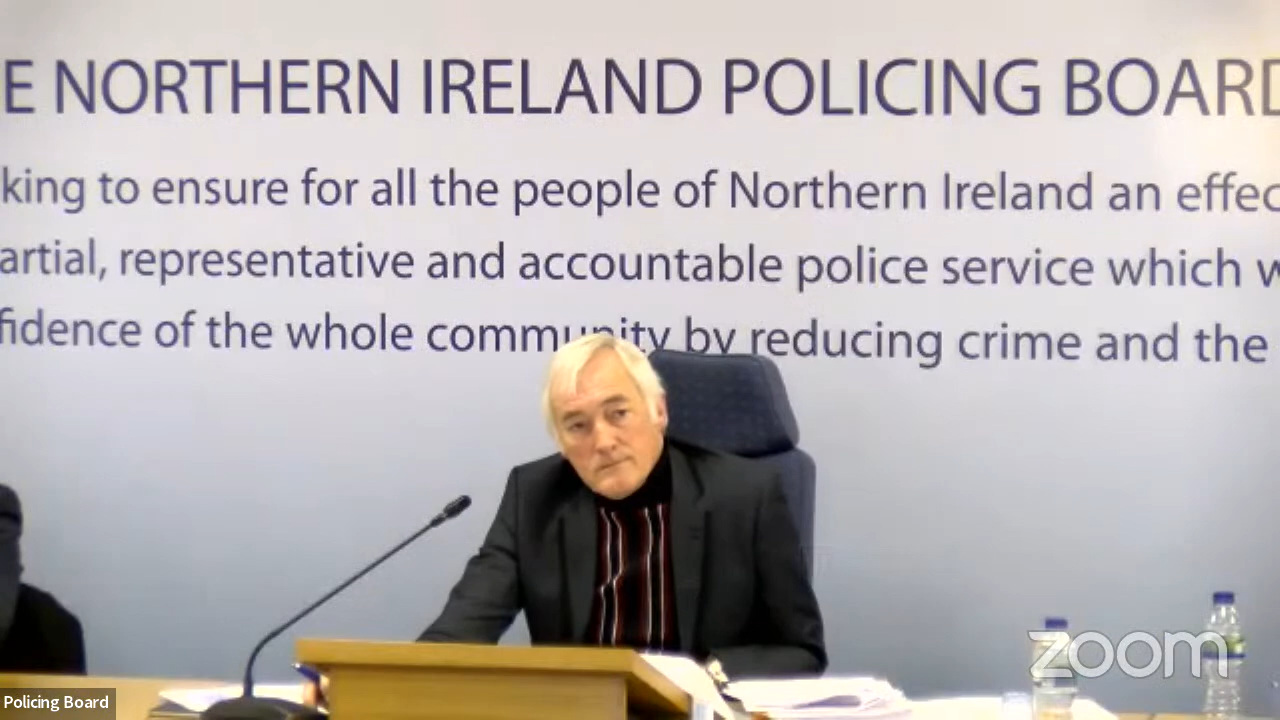 E NORTHERN IRELAND POLICING BOARD
king to ensure for all the people of Northern Ireland an effec
artial, representative and accountable police service which w
fidence of the whole community by reducing crime and the
zoom
Policing Board